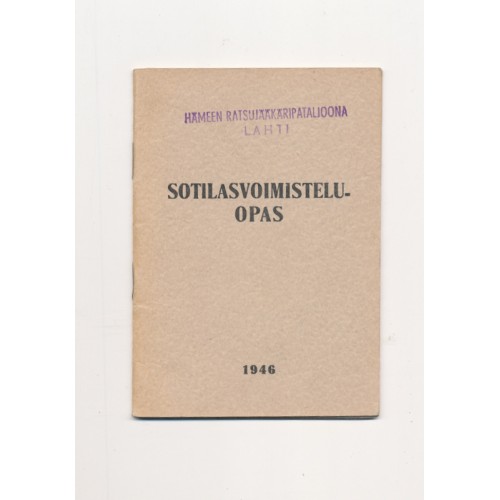 HÄMEEN RATSUJÄÄKÄRIPATALJOONA
LAHTI
SOTILASVOIMISTELU-
OPAS
1946